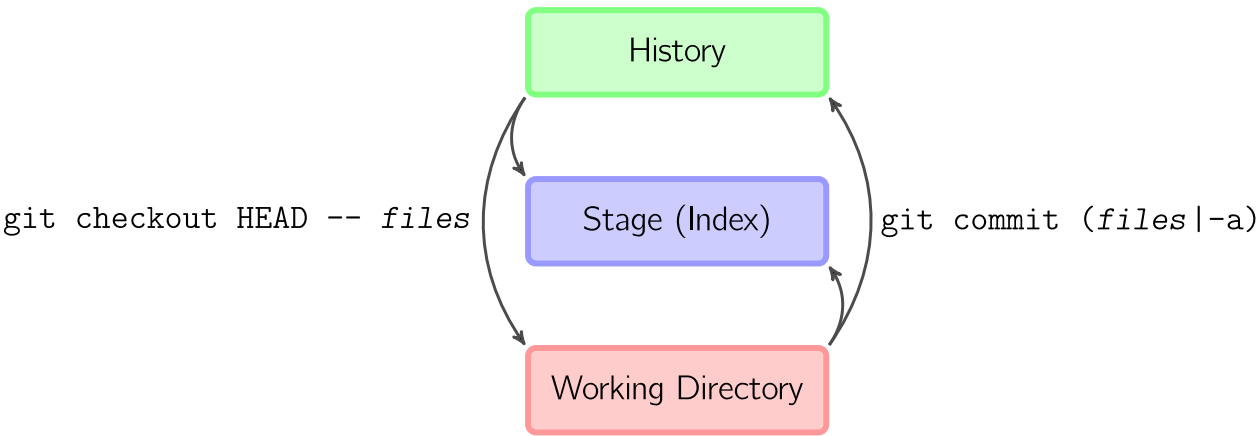 History
git checkout HEAD -- files
Stage (Index)
git commit (files|-a)
Working Directory